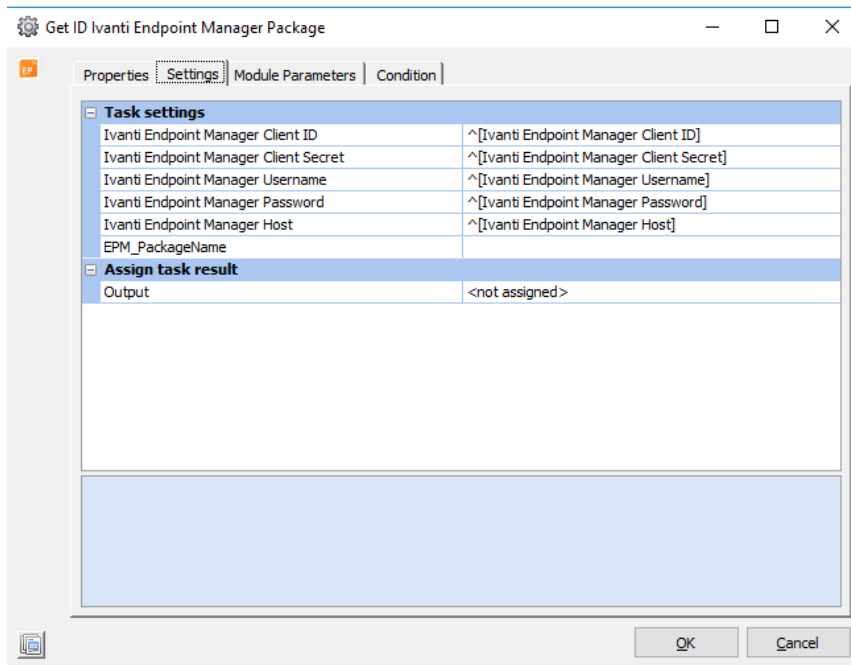 Get ID Ivanti Endpoint Manager Package
EP
Properties Settings Module Parameters Condition
Task settings
Ivanti Endpoint Manager Client ID ^[Ivanti Endpoint Manager Client ID]
Ivanti Endpoint Manager Client Secret ^[Ivanti Endpoint Manager Client Secret]
Ivanti Endpoint Manager Username ^[Ivanti Endpoint Manager Username]
Ivanti Endpoint Manager Password ^[Ivanti Endpoint Manager Password]
Ivanti Endpoint Manager Host ^[Ivanti Endpoint Manager Host]
EPM_PackageName
Assign task result
Output <not assigned>
OK Cancel